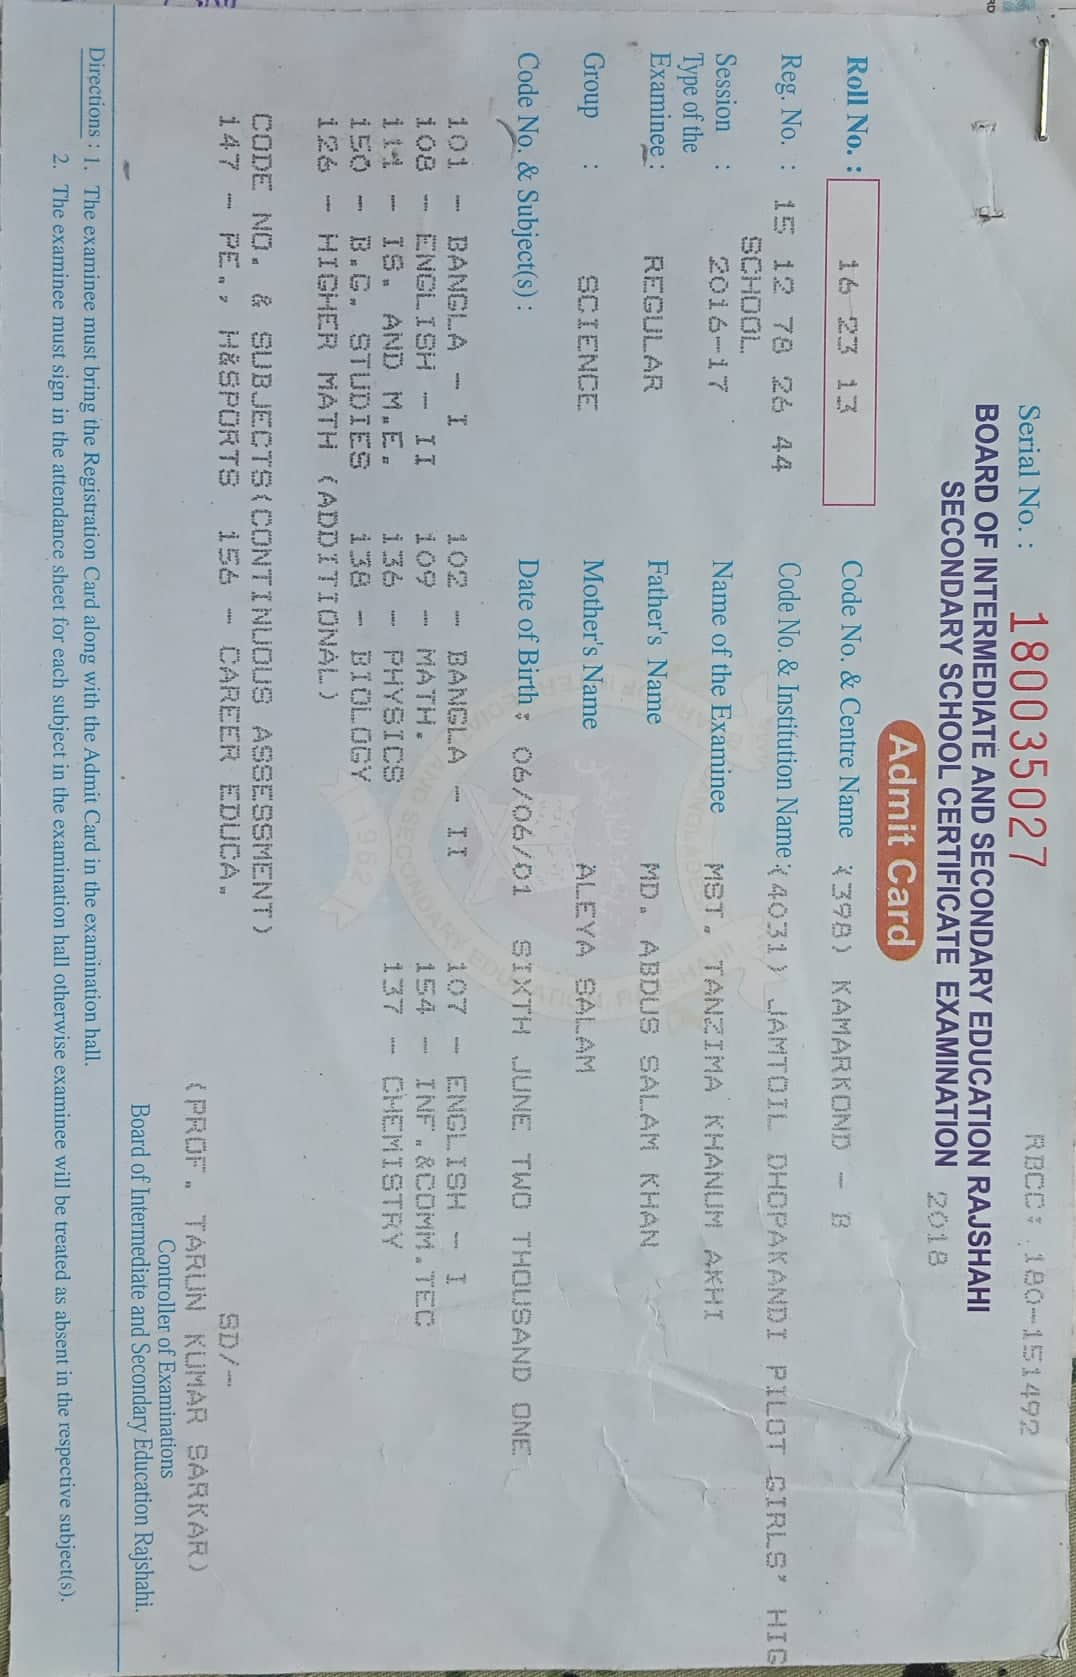 Serial No. : 180035027 RBCC: 180-151492
BOARD OF INTERMEDIATE AND SECONDARY EDUCATION RAJSHAHI
SECONDARY SCHOOL CERTIFICATE EXAMINATION 2018
Admit Card
Roll No. : 16 23 13 Code No. & Centre Name (398) KAMARKOND - B
Reg. No. : 15 12 78 26 44 Code No. & Institution Name: (4031) JAMTOIL DHOPAKANDI PILOT GIRLS' HIG
SCHOOL
Session : 2016-17 Name of the Examinee MST. TANZIMA KHANUM AKHI
Type of the
Examinee : REGULAR Father's Name MD. ABDUS SALAM KHAN
Group : SCIENCE Mother's Name ALEYA SALAM
Code No. & Subject(s) : Date of Birth : 06/06/01 SIXTH JUNE TWO THOUSAND ONE
101 - BANGLA - I 102 - BANGLA - II 107 - ENGLISH - I
108 - ENGLISH - II 109 - MATH. 154 - INF.&COMM.TEC
111 - IS. AND M.E. 136 - PHYSICS 137 - CHEMISTRY
150 - B.G. STUDIES 138 - BIOLOGY
126 - HIGHER MATH (ADDITIONAL)
CODE NO. & SUBJECTS(CONTINUOUS ASSESSMENT)
147 - PE., H&SPORTS 156 - CAREER EDUCA.
SD/-
(PROF. TARUN KUMAR SARKAR)
Controller of Examinations
Board of Intermediate and Secondary Education Rajshahi.
Directions : 1. The examinee must bring the Registration Card along with the Admit Card in the examination hall.
2. The examinee must sign in the attendance sheet for each subject in the examination hall otherwise examinee will be treated as absent in the respective subject(s).
1962